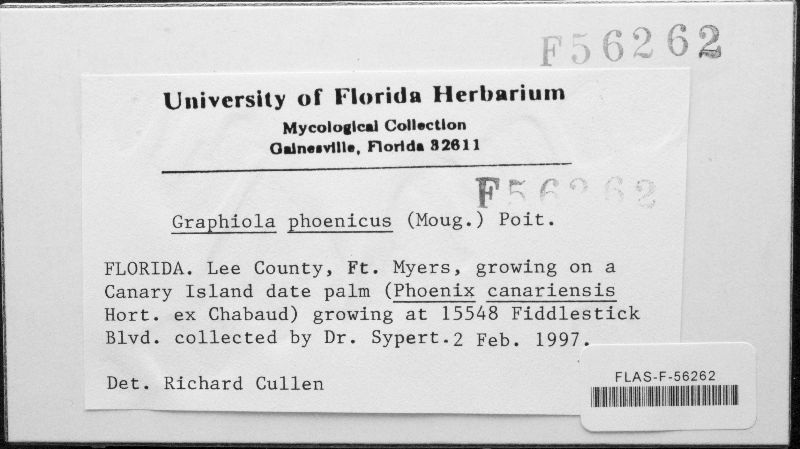 F56262
University of Florida Herbarium
Mycological Collection
Gainesville, Florida 32611
F56262
Graphiola phoenicus (Moug.) Poit.
FLORIDA. Lee County, Ft. Myers, growing on a
Canary Island date palm (Phoenix canariensis
Hort. ex Chabaud) growing at 15548 Fiddlestick
Blvd. collected by Dr. Sypert. 2 Feb. 1997.
Det. Richard Cullen
FLAS-F-56262